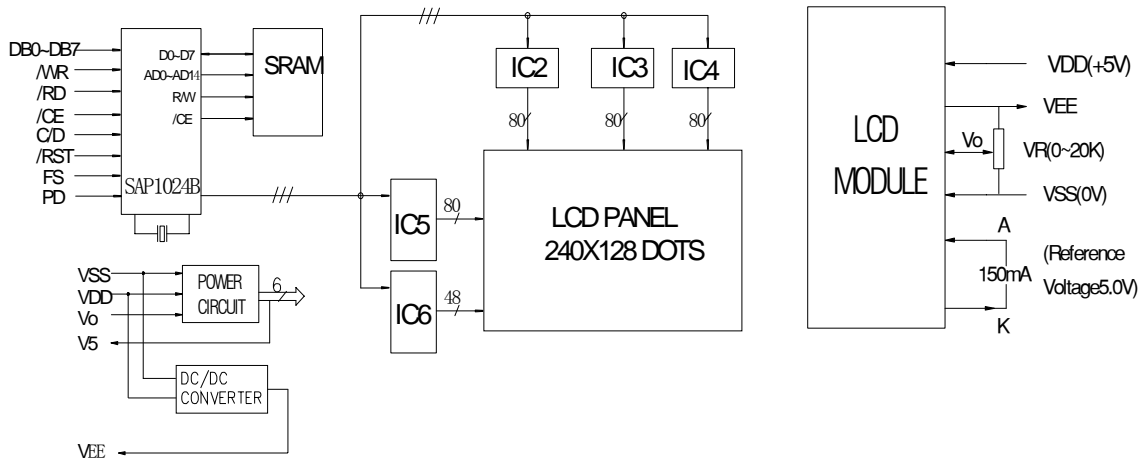 DB0~DB7
/WR
/RD
/CE
C/D
/RST
FS
PD
D0~D7
AD0~AD14
R/W
/CE
SAP1024B
SRAM
///
///
IC2
IC3
IC4
80
80
80
IC5
80
IC6
48
LCD PANEL
240X128 DOTS
VSS
VDD
Vo
V5
POWER
CIRCUIT
6
DC/DC
CONVERTER
VEE
LCD
MODULE
VDD(+5V)
VEE
Vo
VR(0~20K)
VSS(0V)
A
150mA
K
(Reference
Voltage5.0V)